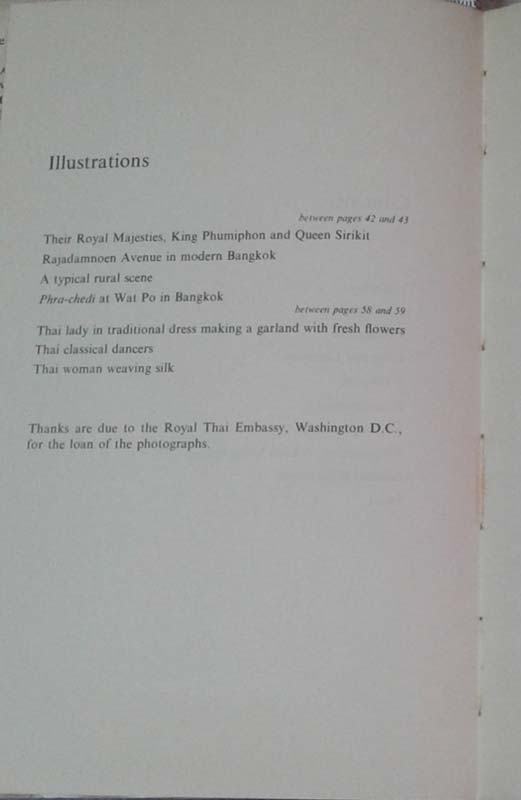 Illustrations
between pages 42 and 43
Their Royal Majesties, King Phumiphon and Queen Sirikit
Rajadamnoen Avenue in modern Bangkok
A typical rural scene
Phra-chedi at Wat Po in Bangkok
between pages 58 and 59
Thai lady in traditional dress making a garland with fresh flowers
Thai classical dancers
Thai woman weaving silk
Thanks are due to the Royal Thai Embassy, Washington D.C.,
for the loan of the photographs.